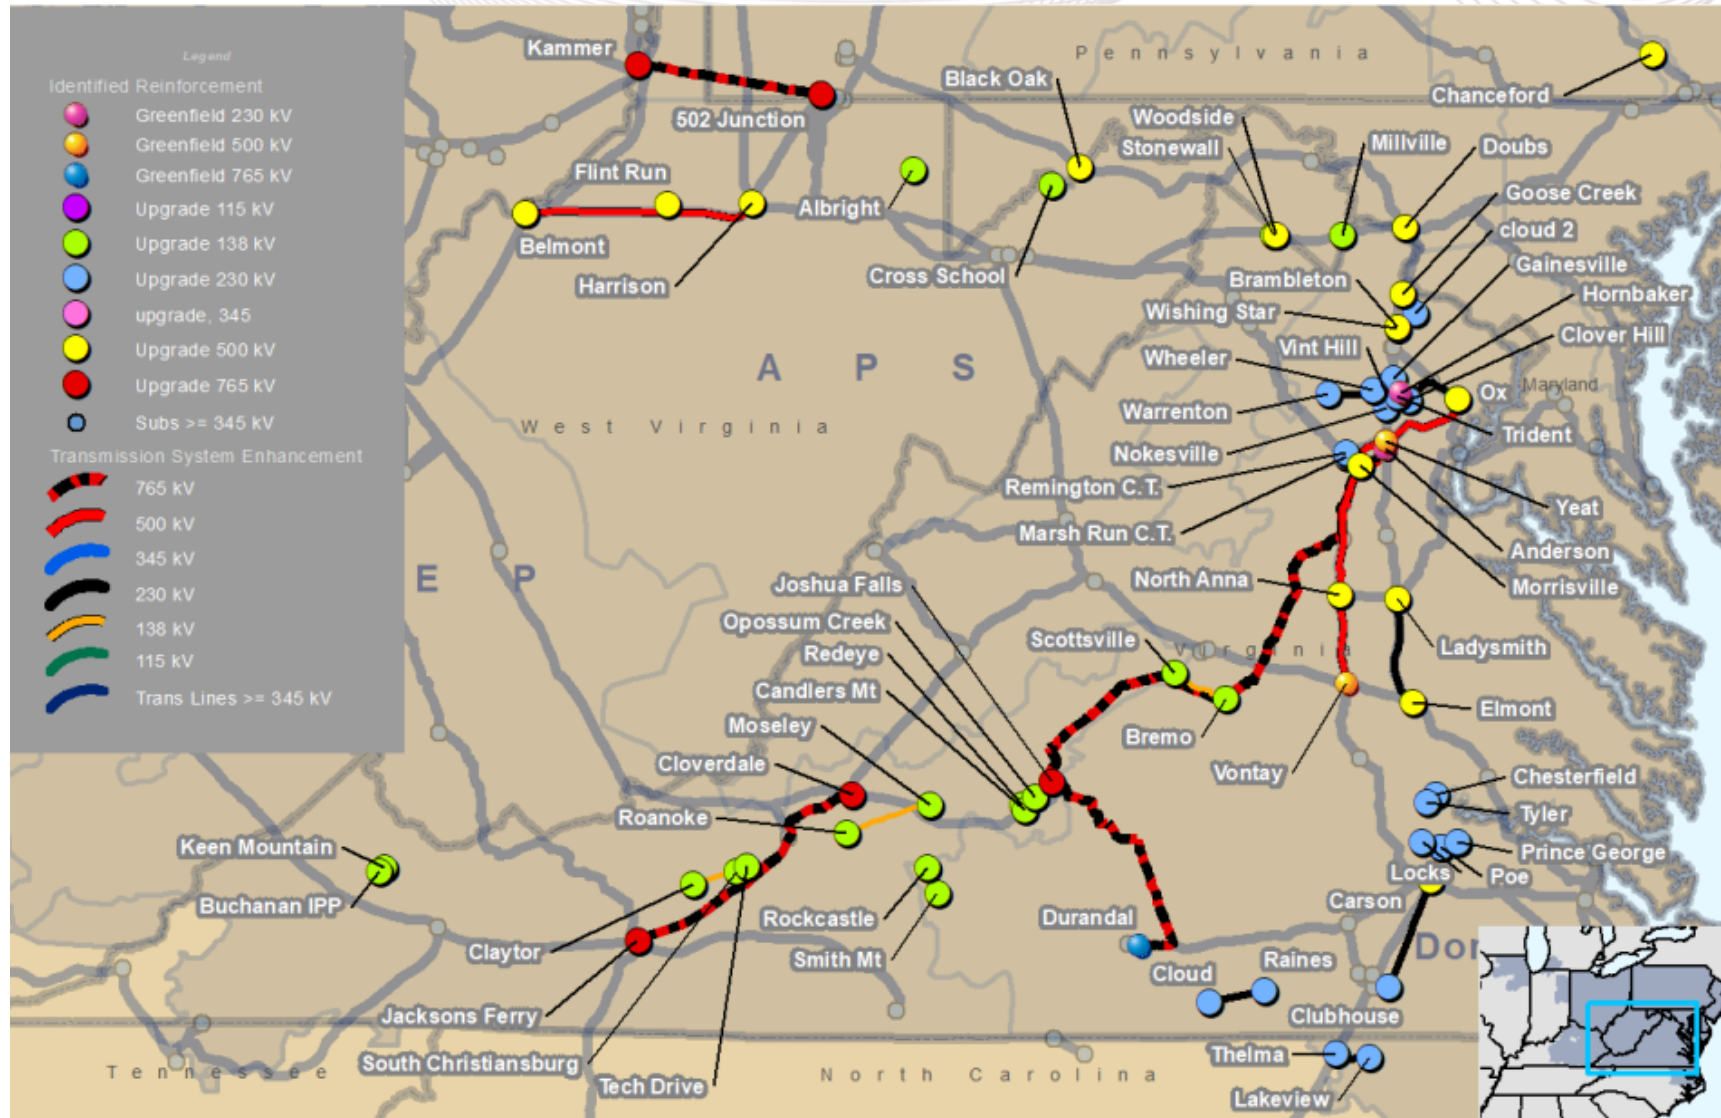 Legend
Identified Reinforcement
Greenfield 230 kV
Greenfield 500 kV
Greenfield 765 kV
Upgrade 115 kV
Upgrade 138 kV
Upgrade 230 kV
upgrade, 345
Upgrade 500 kV
Upgrade 765 kV
Subs >= 345 kV
Transmission System Enhancement
765 kV
500 kV
345 kV
230 kV
138 kV
115 kV
Trans Lines >= 345 kV
Kammer
502 Junction
Pennsylvania
Black Oak
Chanceford
Woodside
Stonewall
Millville
Doubs
Flint Run
Albright
Goose Creek
cloud 2
Belmont
Harrison
Cross School
Gainesville
Brambleton
Hornbaker
Wishing Star
Clover Hill
Vint Hill
Wheeler
A P S
Maryland
Ox
Warrenton
West Virginia
Trident
Nokesville
Remington C.T.
Yeat
Marsh Run C.T.
Anderson
E P
Joshua Falls
North Anna
Morrisville
Opossum Creek
Scottsville
Virginia
Ladysmith
Redeye
Candlers Mt
Elmont
Moseley
Bremo
Cloverdale
Vontay
Chesterfield
Roanoke
Tyler
Keen Mountain
Prince George
Locks
Poe
Buchanan IPP
Carson
Rockcastle
Durandal
Claytor
Smith Mt
Dom
Cloud
Raines
Jacksons Ferry
Clubhouse
South Christiansburg
Thelma
Tennessee
Tech Drive
North Carolina
Lakeview